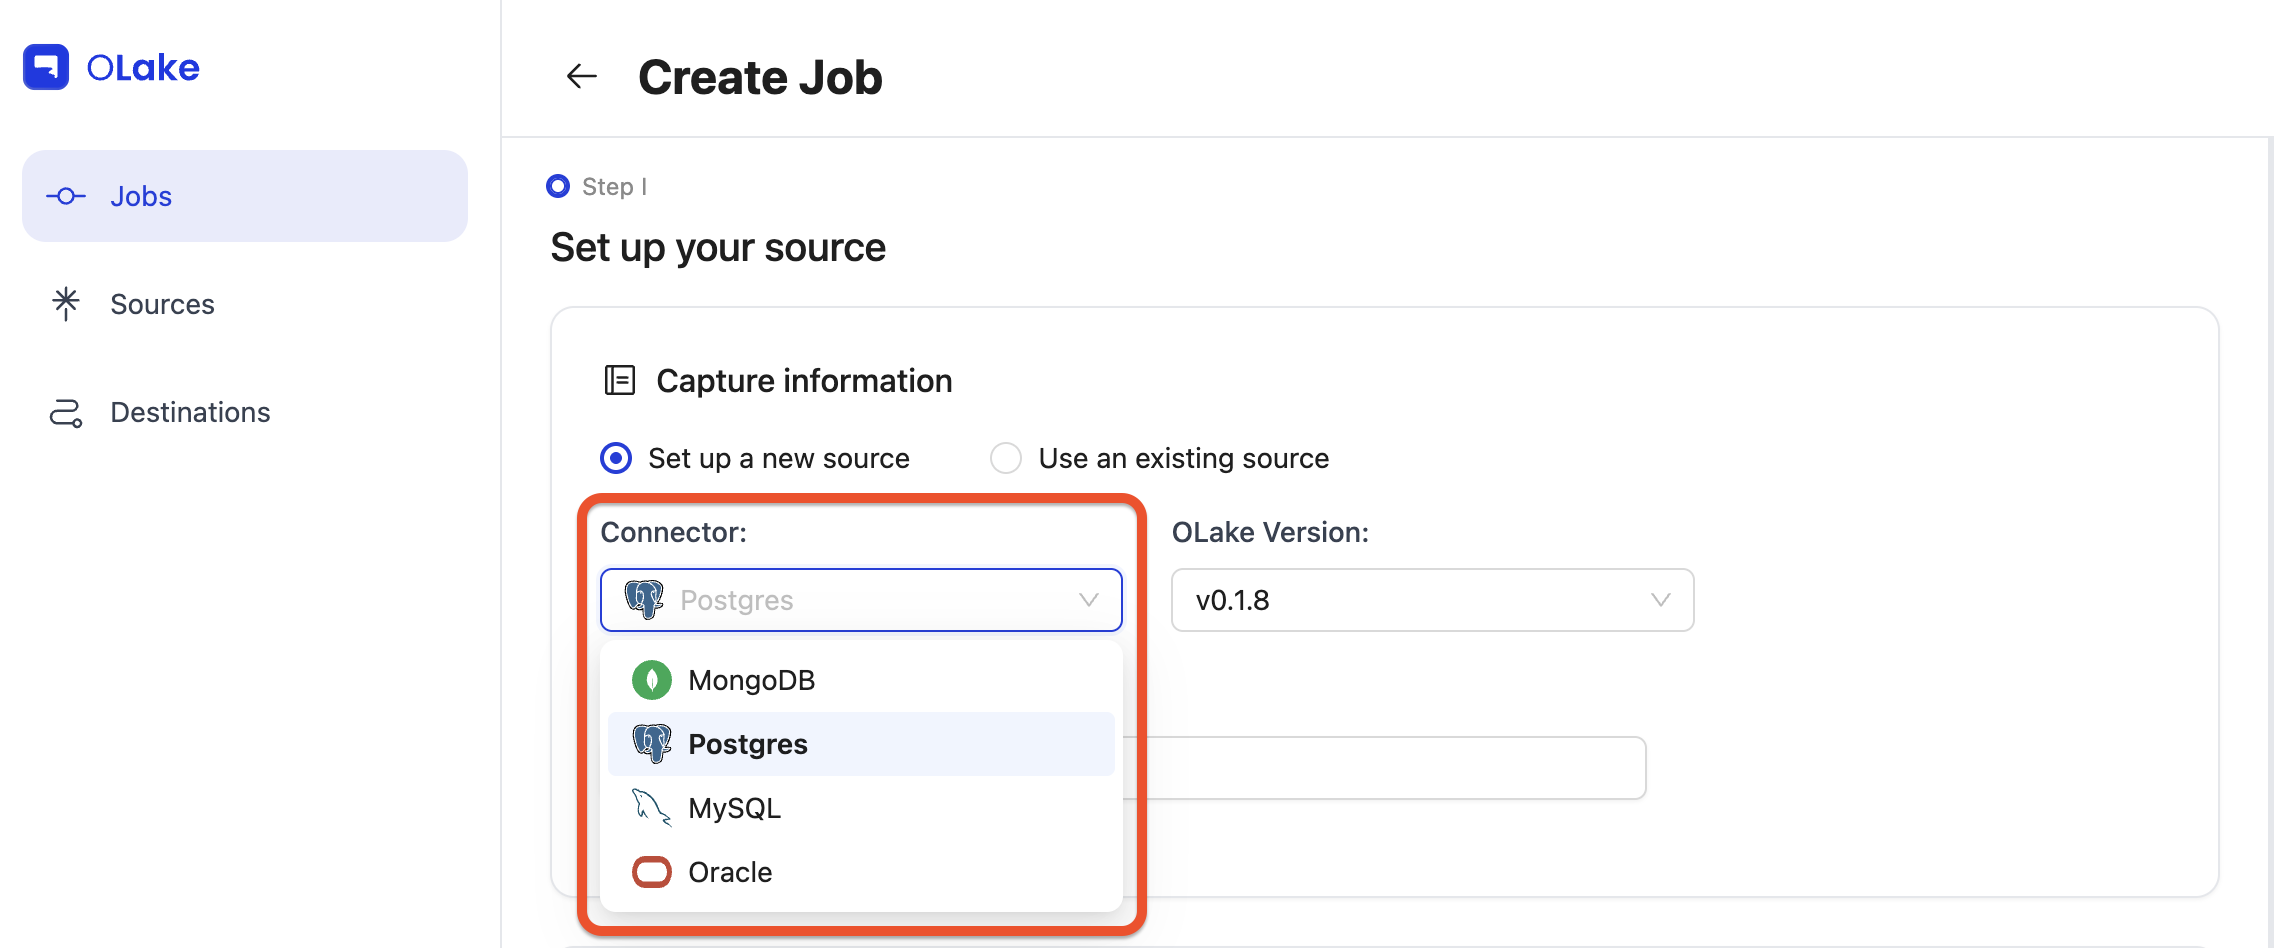 OLake
Jobs
Sources
Destinations
Create Job
Step I
Set up your source
Capture information
Set up a new source
Use an existing source
Connector:
OLake Version:
Postgres
v0.1.8
MongoDB
Postgres
MySQL
Oracle